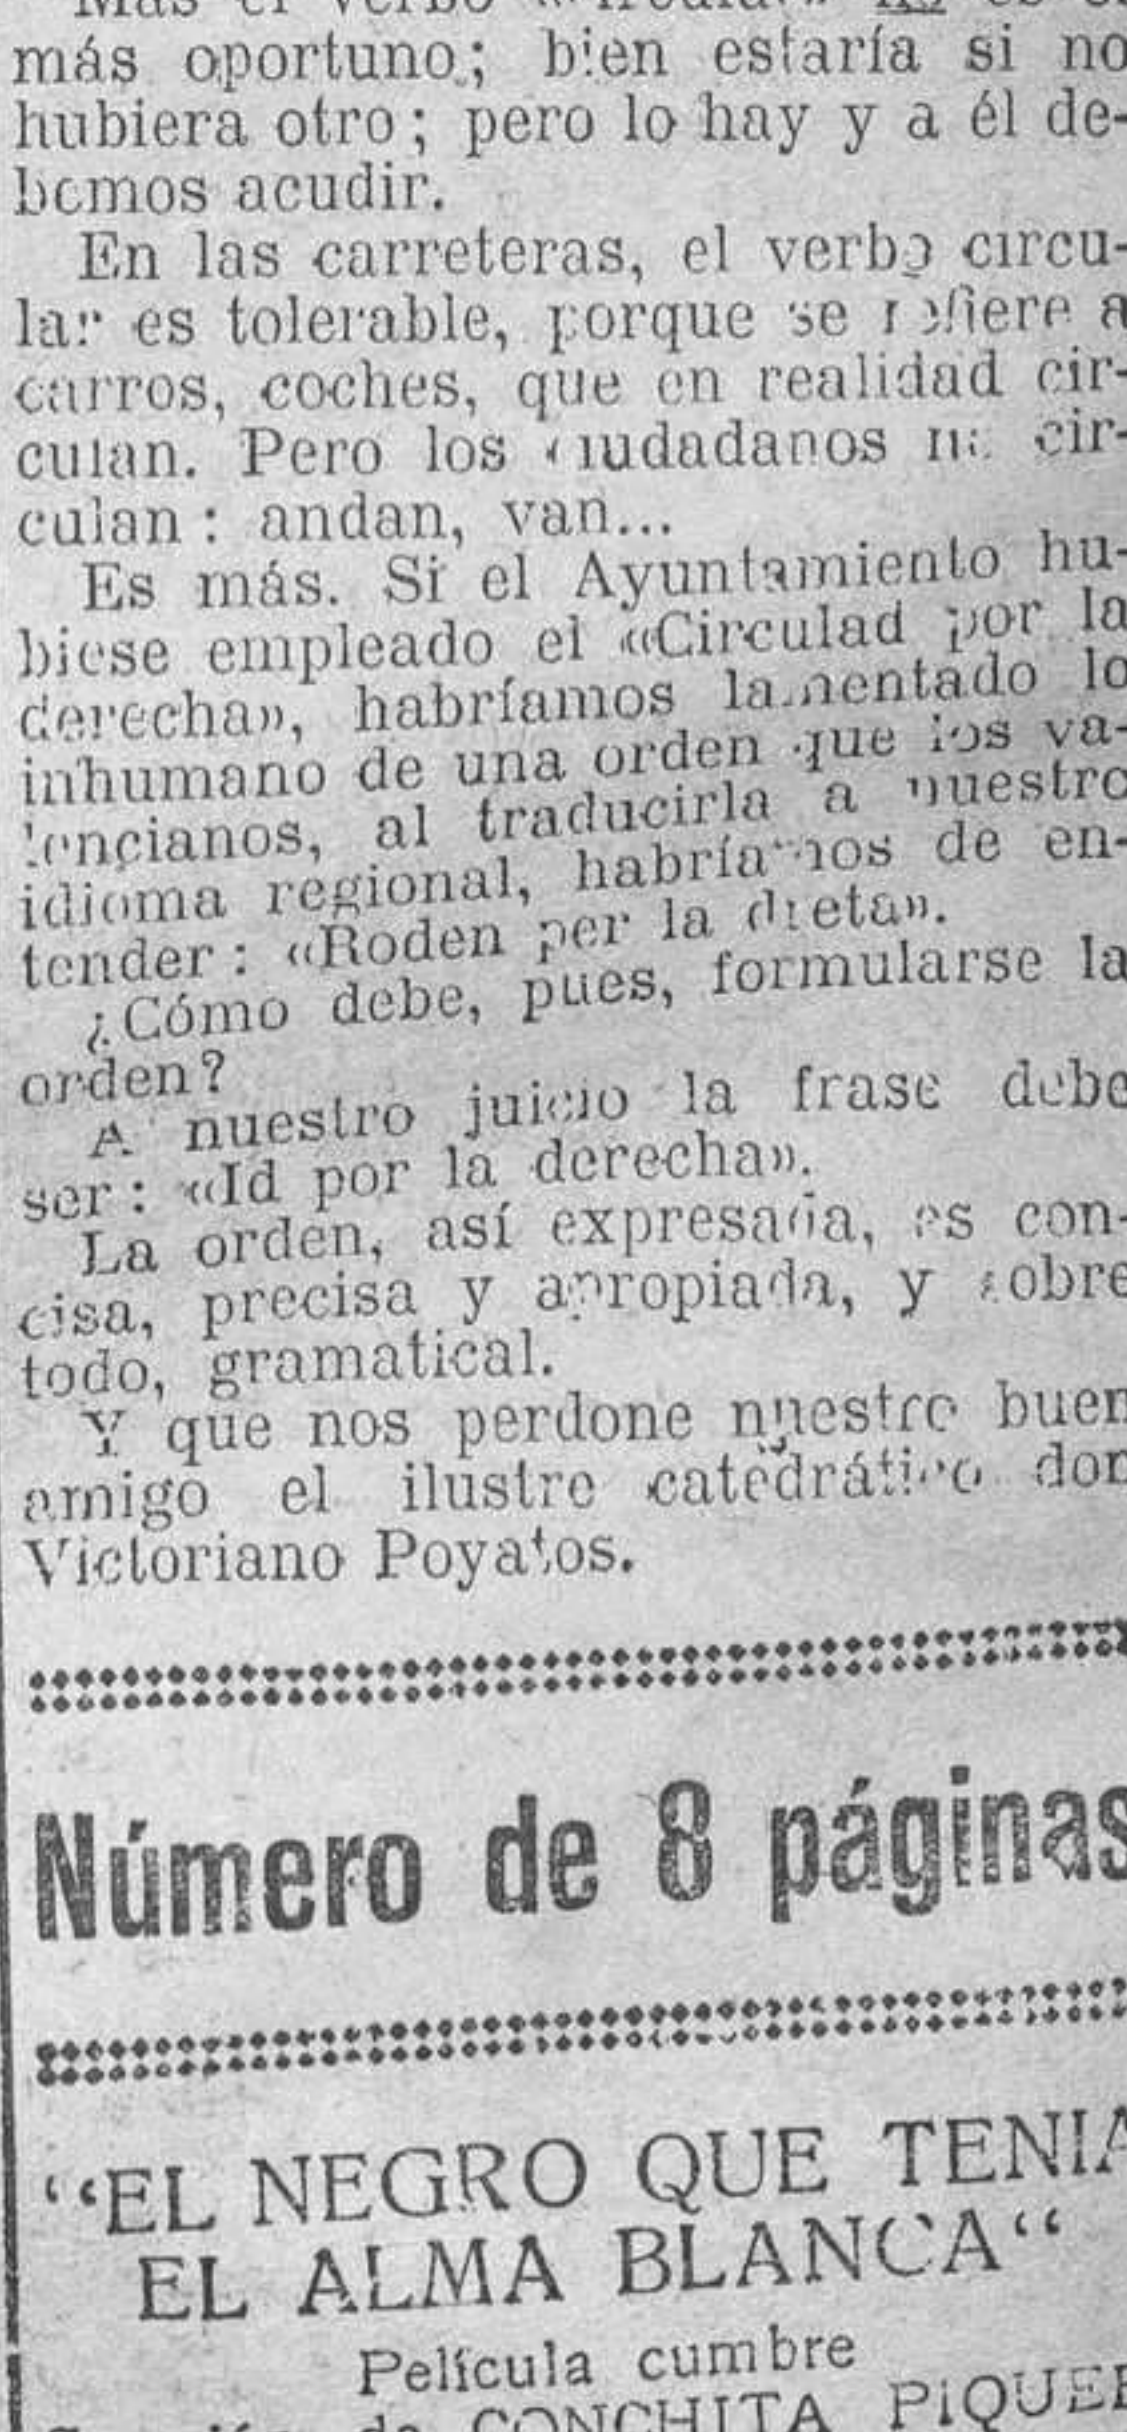 más oportuno; bien estaría si no
hubiera otro; pero lo hay y a él de-
bemos acudir.
En las carreteras, el verbo circu-
lar es tolerable, porque se refiere a
carros, coches, que en realidad cir-
culan. Pero los ciudadanos no cir-
culan: andan, van...
Es más. Si el Ayuntamiento hu-
biese empleado el «Circulad por la
derecha», habríamos lamentado lo
inhumano de una orden que los va-
lencianos, al traducirla a nuestro
idioma regional, habríamos de en-
tender: «Roden per la dreta».
¿Cómo debe, pues, formularse la
orden?
A nuestro juicio la frase debe
ser: «Id por la derecha».
La orden, así expresada, es con-
cisa, precisa y apropiada, y sobre
todo, gramatical.
Y que nos perdone nuestro buen
amigo el ilustre catedrático don
Victoriano Poyatos.
Número de 8 páginas
“EL NEGRO QUE TENIA
EL ALMA BLANCA“
Película cumbre
de CONCHITA PIQUER